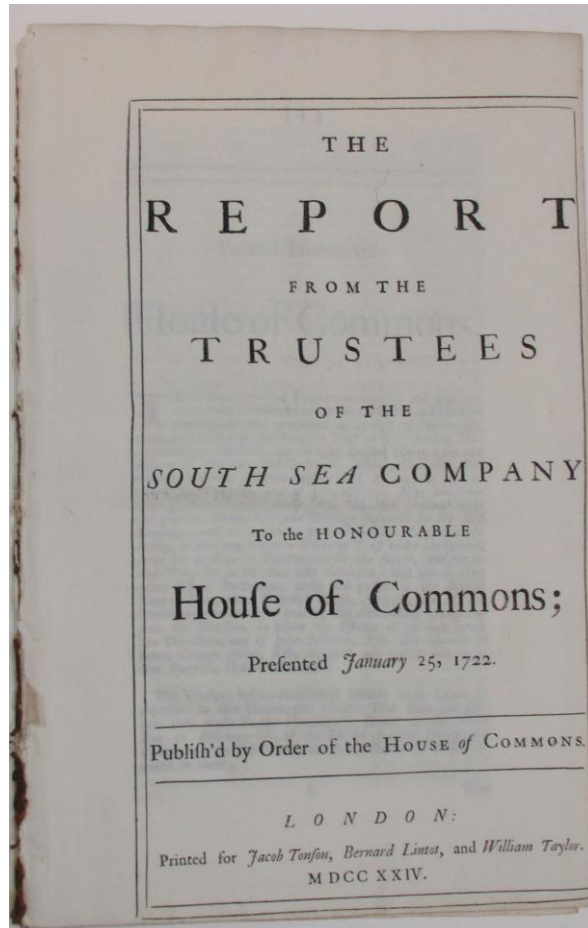 THE
REPORT
FROM THE
TRUSTEES
OF THE
SOUTH SEA COMPANY
To the HONOURABLE
Houſe of Commons;
Preſented January 25, 1722.
Publiſh'd by Order of the HOUSE of COMMONS.
LONDON:
Printed for Jacob Tonſon, Bernard Lintot, and William Taylor.
MDCC XXIV.